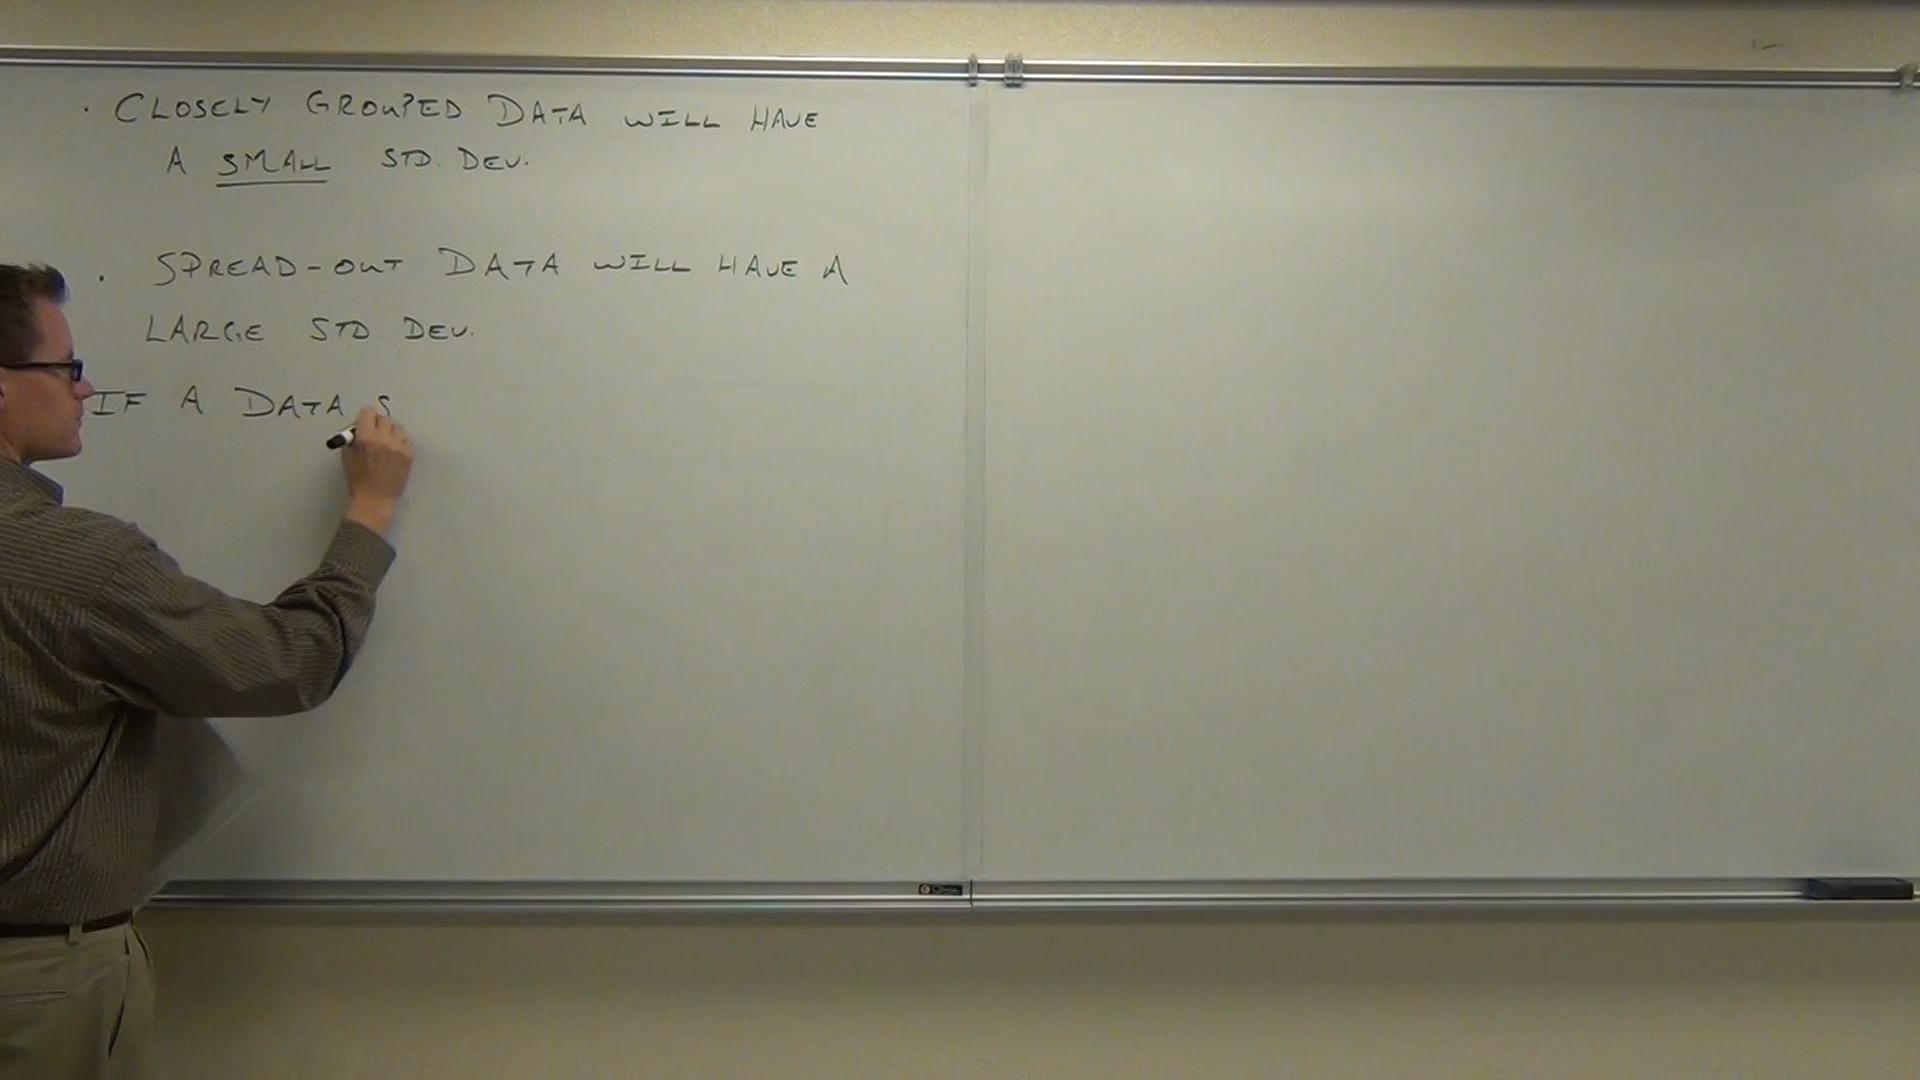 · CLOSELY GROUPED DATA WILL HAVE
A SMALL STD. DEV.
· SPREAD-OUT DATA WILL HAVE A
LARGE STD. DEV.
IF A DATA S